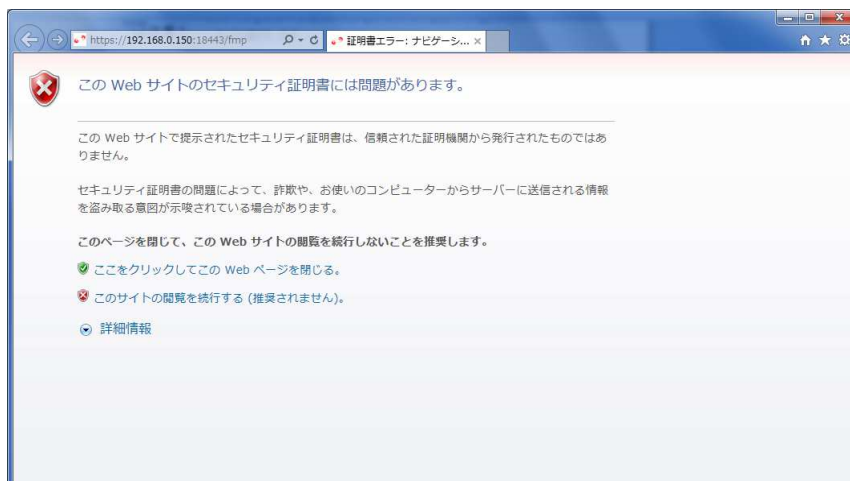 https://192.168.0.150:18443/fmp
証明書エラー: ナビゲーシ...
この Web サイトのセキュリティ証明書には問題があります。
この Web サイトで提示されたセキュリティ証明書は、信頼された証明機関から発行されたものではあ
りません。
セキュリティ証明書の問題によって、詐欺や、お使いのコンピューターからサーバーに送信される情報
を盗み取る意図が示唆されている場合があります。
このページを閉じて、この Web サイトの閲覧を続行しないことを推奨します。
ここをクリックしてこの Web ページを閉じる。
このサイトの閲覧を続行する (推奨されません)。
詳細情報